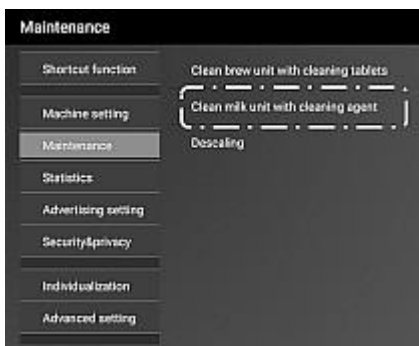 Maintenance
Shortcut function
Machine setting
Maintenance
Statistics
Advertising setting
Security&privacy
Individualization
Advanced setting
Clean brew unit with cleaning tablets
Clean milk unit with cleaning agent
Descaling